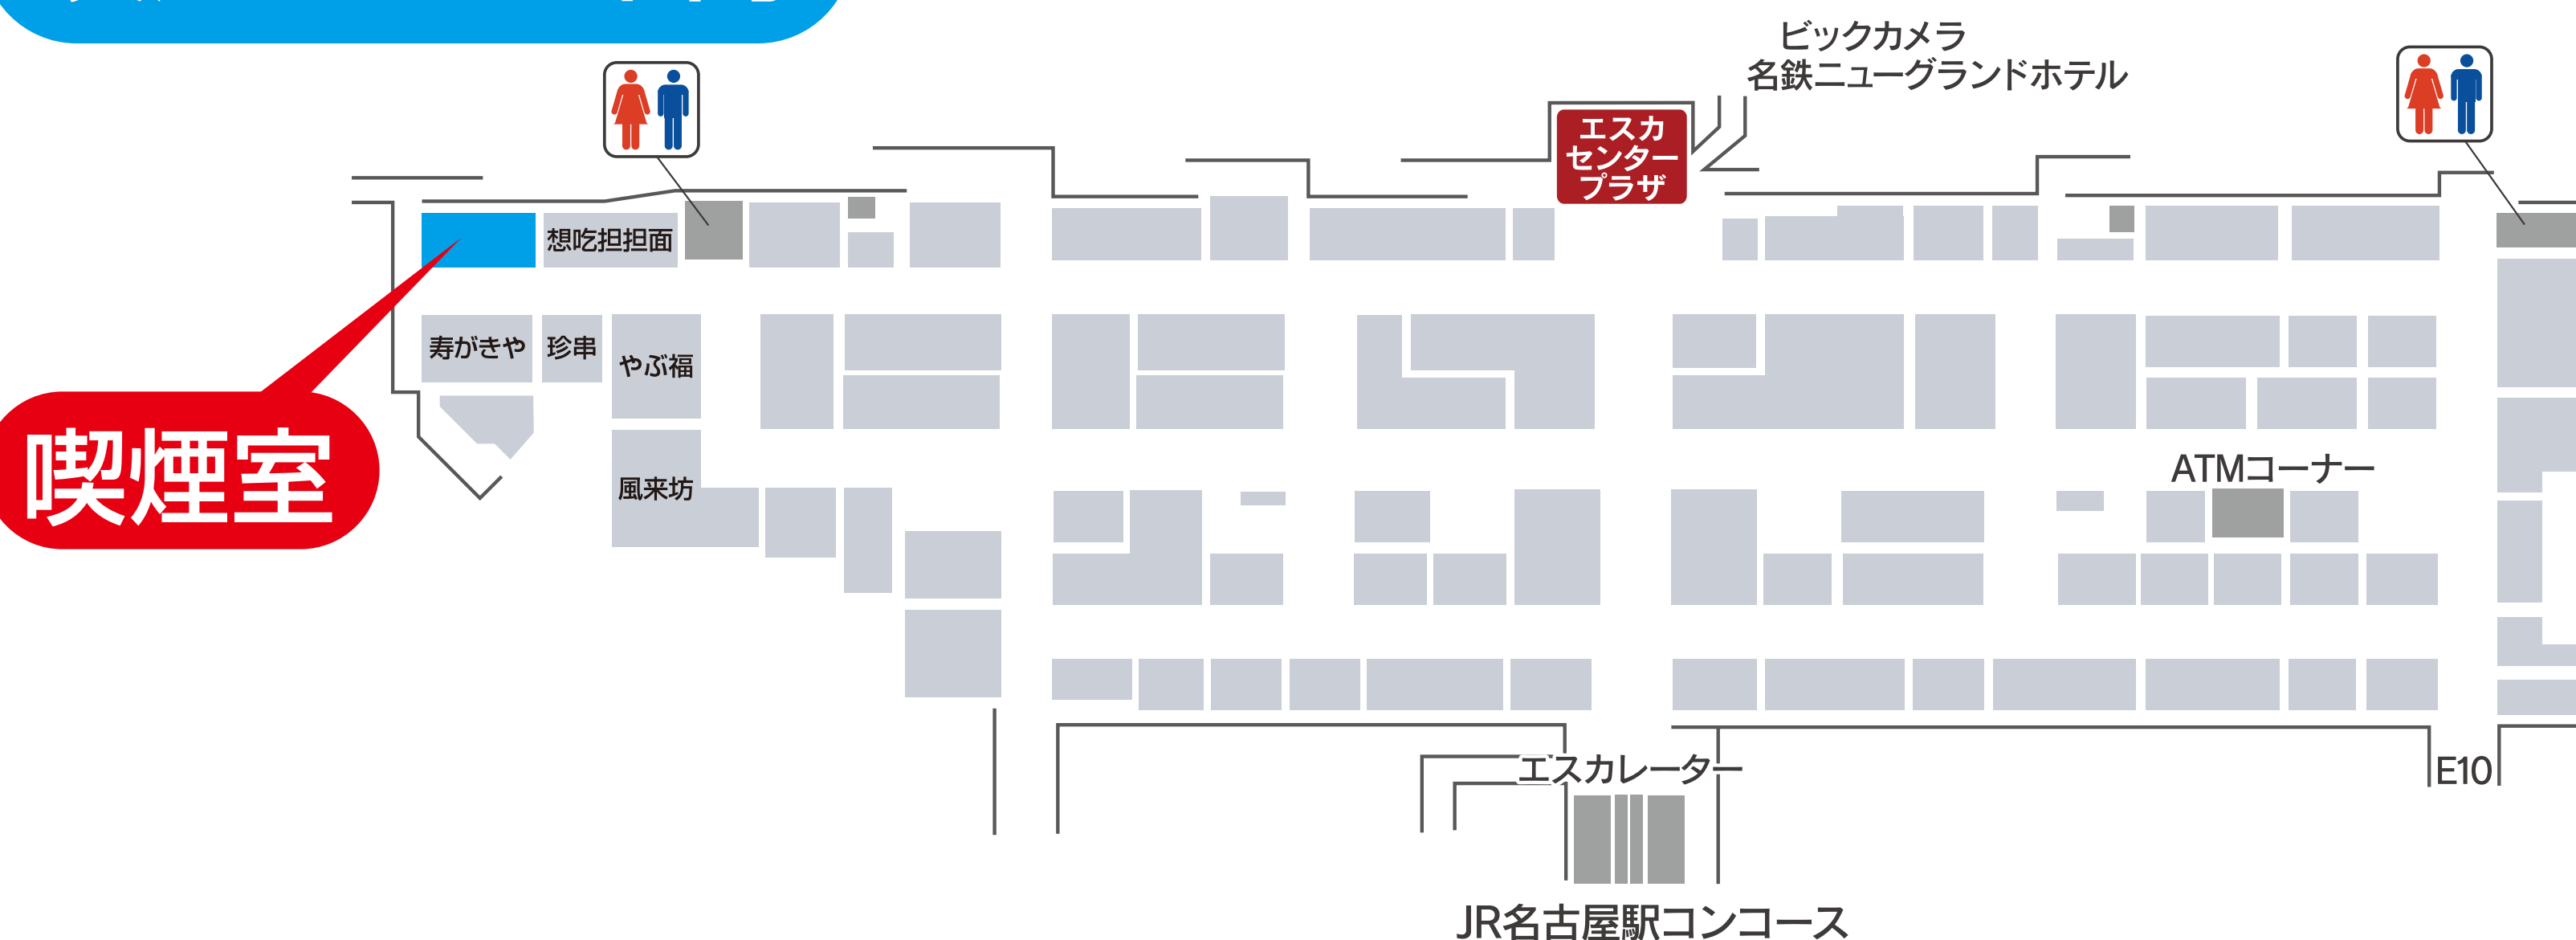 ビックカメラ
名鉄ニューグランドホテル
エスカ
センター
プラザ
想吃担担面
寿がきや
珍串
やぶ福
喫煙室
風来坊
ATMコーナー
エスカレーター
E10
JR名古屋駅コンコース